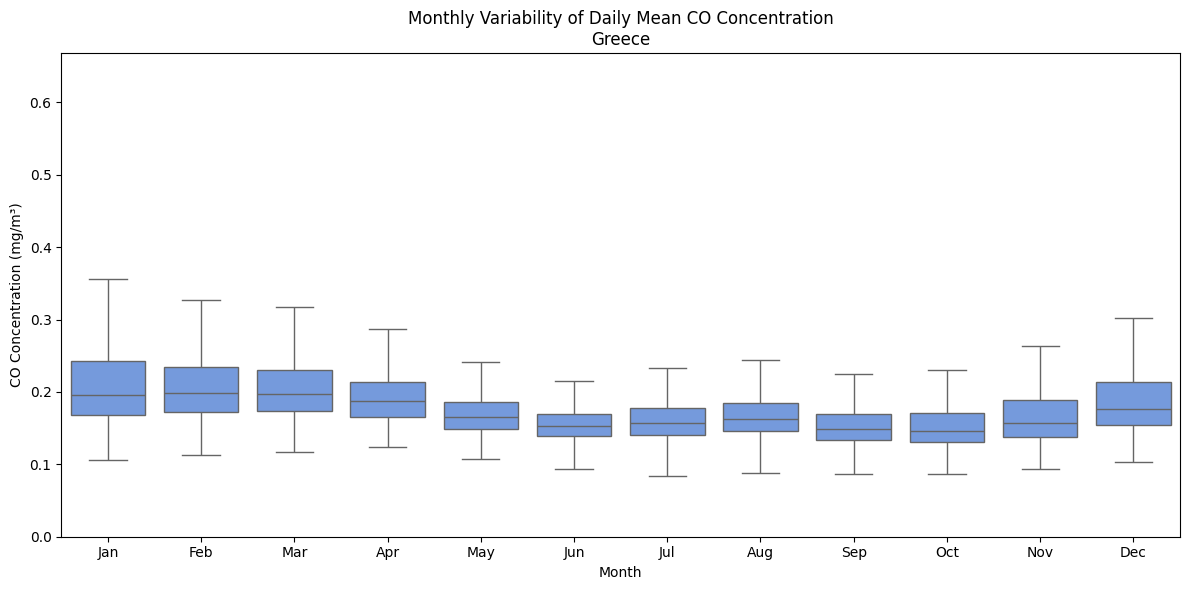 Monthly Variability of Daily Mean CO Concentration
Greece
CO Concentration (mg/m³)
0.6
0.5
0.4
0.3
0.2
0.1
0.0
Jan Feb Mar Apr May Jun Jul Aug Sep Oct Nov Dec
Month